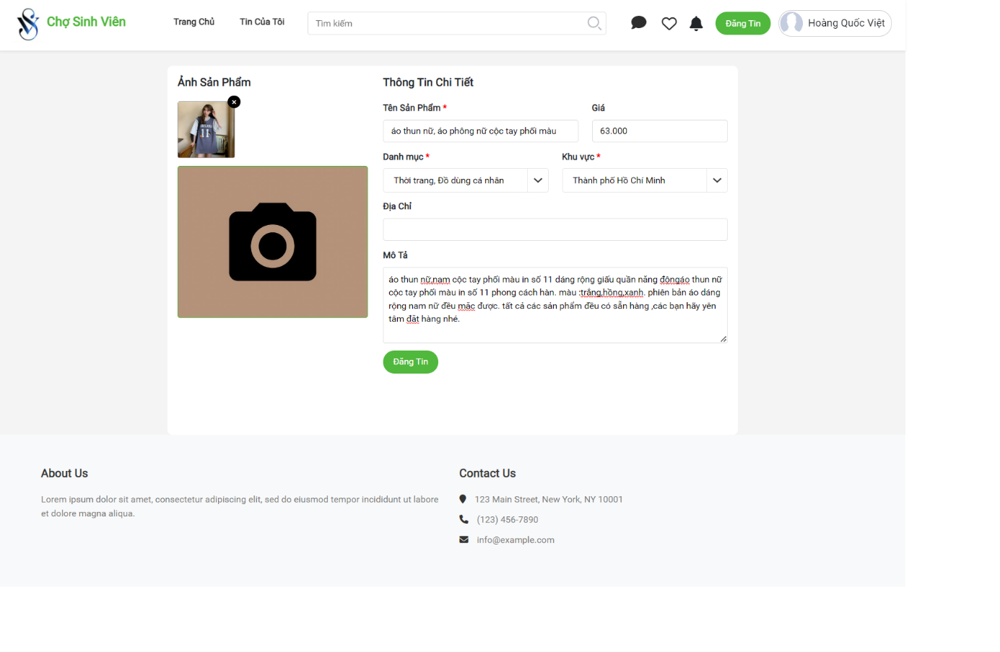 Chợ Sinh Viên
Trang Chủ
Tin Của Tôi
Tìm kiếm
Đăng Tin
Hoàng Quốc Việt
Ảnh Sản Phẩm
11
Thông Tin Chi Tiết
Tên Sản Phẩm *
Giá
áo thun nữ, áo phông nữ cộc tay phối màu
63.000
Danh mục *
Khu vực *
Thời trang, Đồ dùng cá nhân
Thành phố Hồ Chí Minh
Địa Chỉ
Mô Tả
áo thun nữ,nam cộc tay phối màu in số 11 dáng rộng giấu quần năng độngáo thun nữ
cộc tay phối màu in số 11 phong cách hàn. màu :trắng,hồng,xanh. phiên bản áo dáng
rộng nam nữ đều mặc được. tất cả các sản phẩm đều có sẵn hàng ,các bạn hãy yên
tâm đặt hàng nhé.
Đăng Tin
About Us
Lorem ipsum dolor sit amet, consectetur adipiscing elit, sed do eiusmod tempor incididunt ut labore
et dolore magna aliqua.
Contact Us
123 Main Street, New York, NY 10001
(123) 456-7890
info@example.com